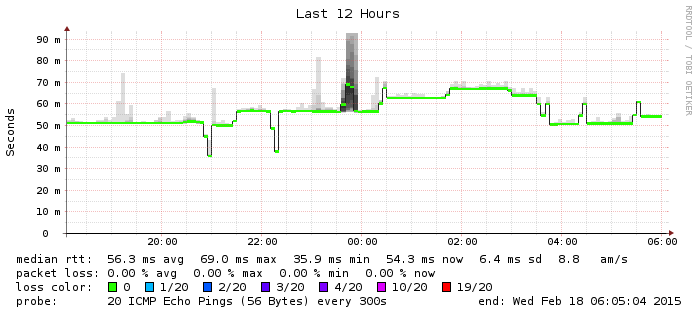 Last 12 Hours
RRDTOOL / TOBI OETIKER
Seconds
90 m
80 m
70 m
60 m
50 m
40 m
30 m
20 m
10 m
0
20:00 22:00 00:00 02:00 04:00 06:00
median rtt: 56.3 ms avg 69.0 ms max 35.9 ms min 54.3 ms now 6.4 ms sd 8.8 am/s
packet loss: 0.00 % avg 0.00 % max 0.00 % min 0.00 % now
loss color: 0 1/20 2/20 3/20 4/20 10/20 19/20
probe: 20 ICMP Echo Pings (56 Bytes) every 300s end: Wed Feb 18 06:05:04 2015